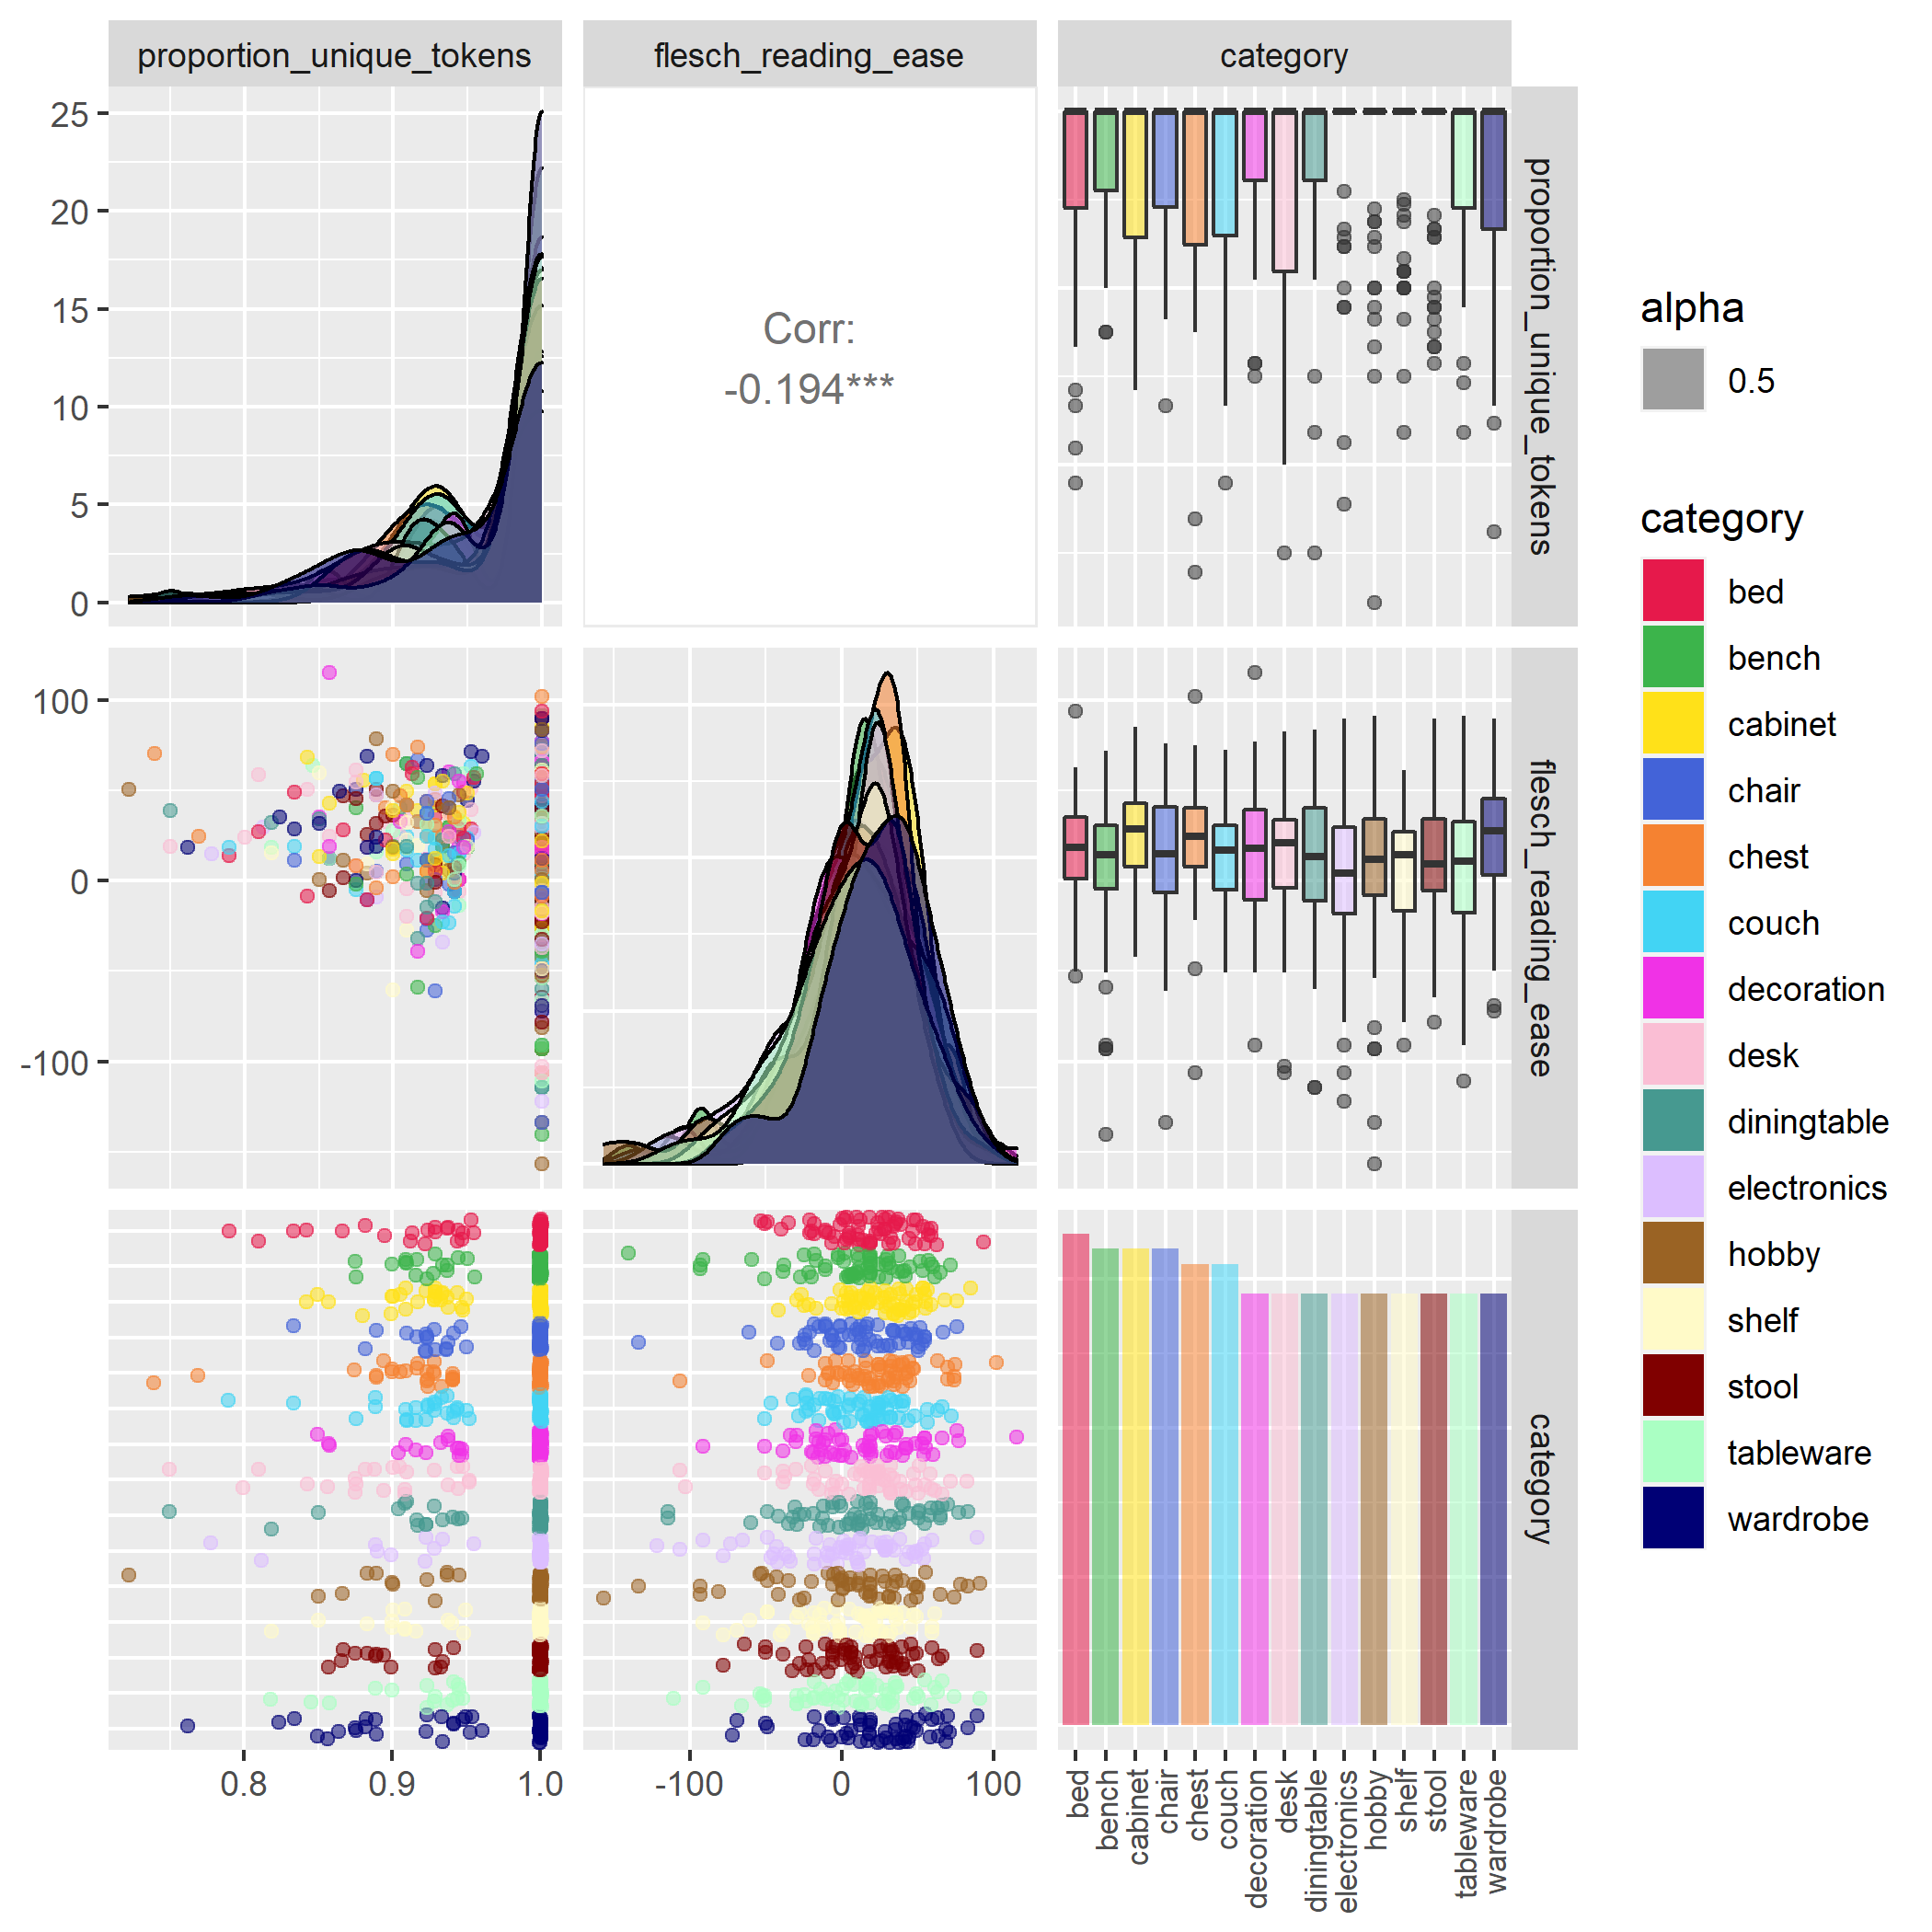 proportion_unique_tokens
flesch_reading_ease
category
25
20
15
10
5
0
Corr:
-0.194***
proportion_unique_tokens
100
0
-100
flesch_reading_ease
category
0.8
0.9
1.0
-100
0
100
bed
bench
cabinet
chair
chest
couch
decoration
desk
diningtable
electronics
hobby
shelf
stool
tableware
wardrobe
alpha
0.5
category
bed
bench
cabinet
chair
chest
couch
decoration
desk
diningtable
electronics
hobby
shelf
stool
tableware
wardrobe